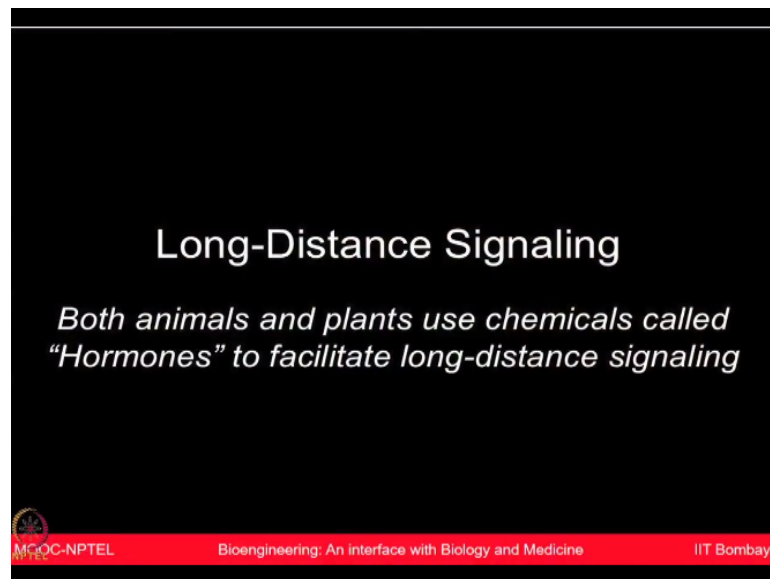 Long-Distance Signaling
Both animals and plants use chemicals called
“Hormones” to facilitate long-distance signaling
MOOC-NPTEL Bioengineering: An interface with Biology and Medicine IIT Bombay
NPTEL